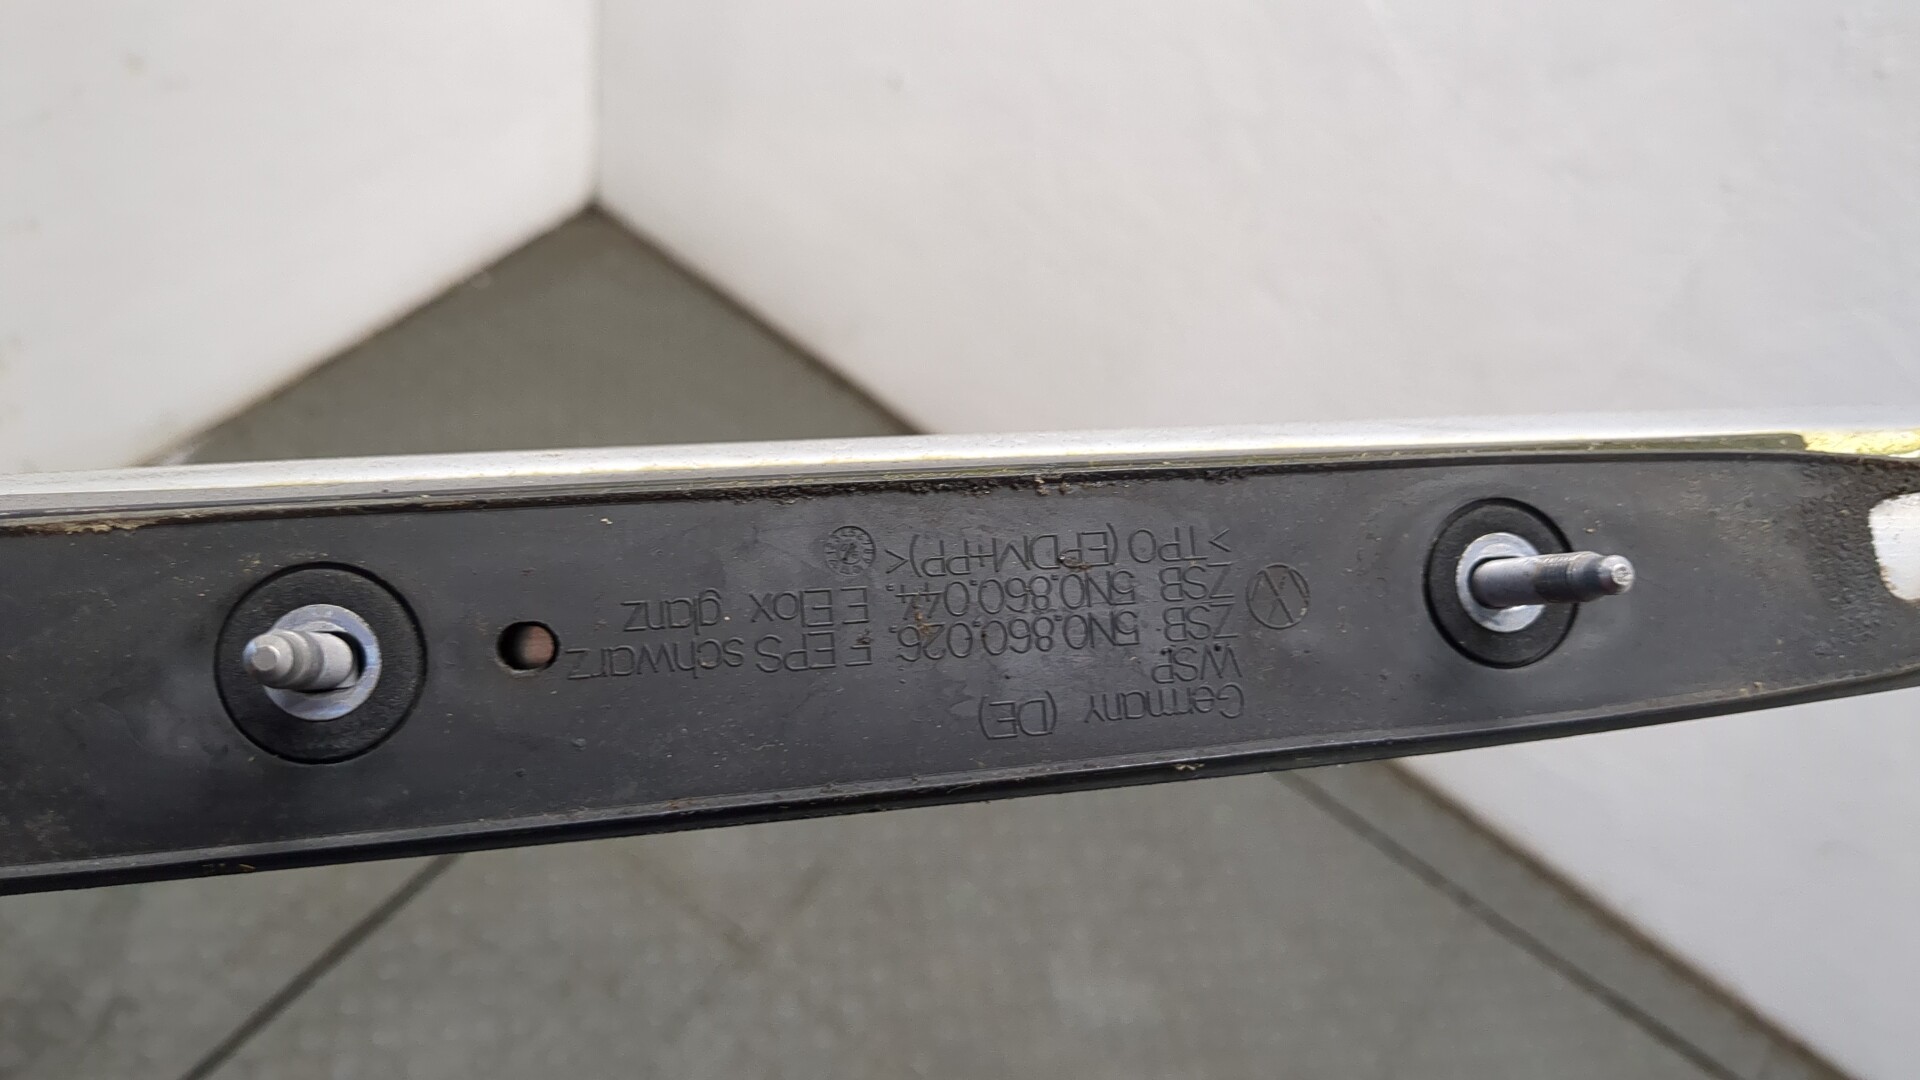 Germany (DE)
WSP
ZSB 5N0.860.026. F EPS schwarz
ZSB 5N0.860.044. E Elox glanz
>TPO (EPDM+PP)<